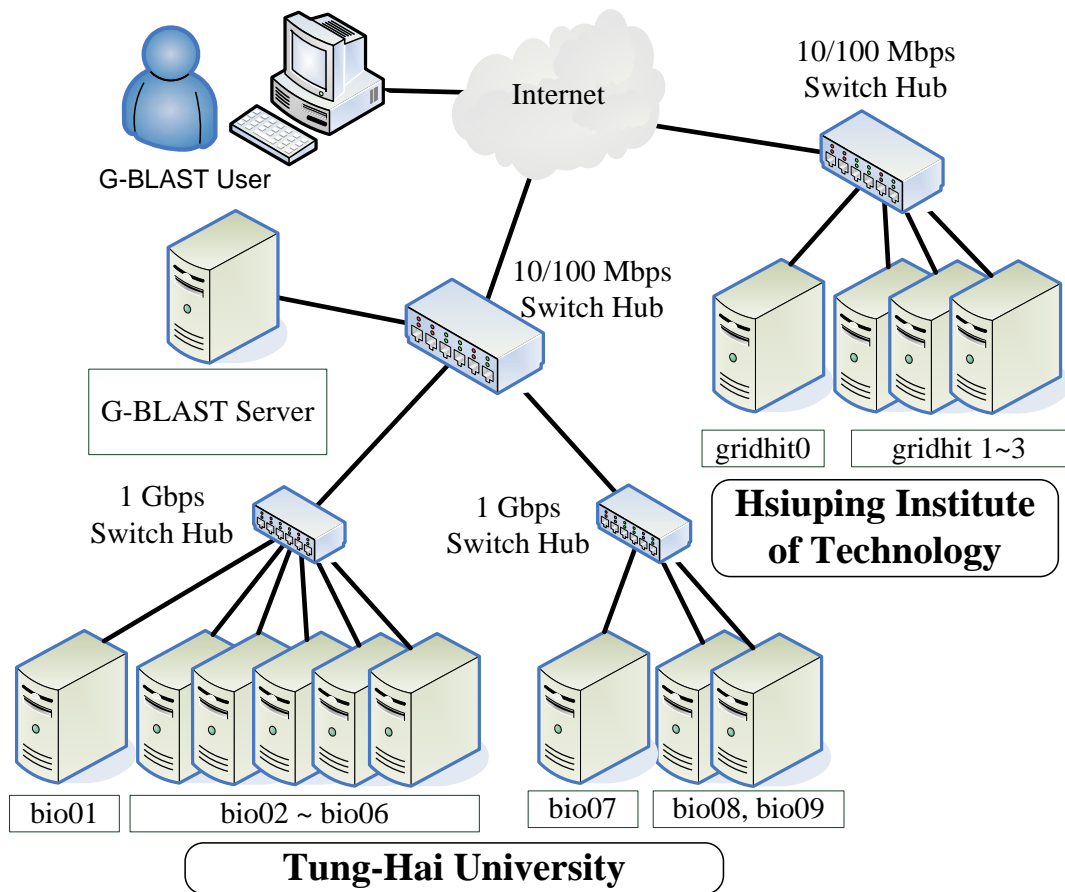 10/100 Mbps
Switch Hub
Internet
G-BLAST User
10/100 Mbps
Switch Hub
G-BLAST Server
gridhit0
gridhit 1~3
Hsiuping Institute
of Technology
1 Gbps
Switch Hub
1 Gbps
Switch Hub
bio01
bio02 ~ bio06
bio07
bio08, bio09
Tung-Hai University